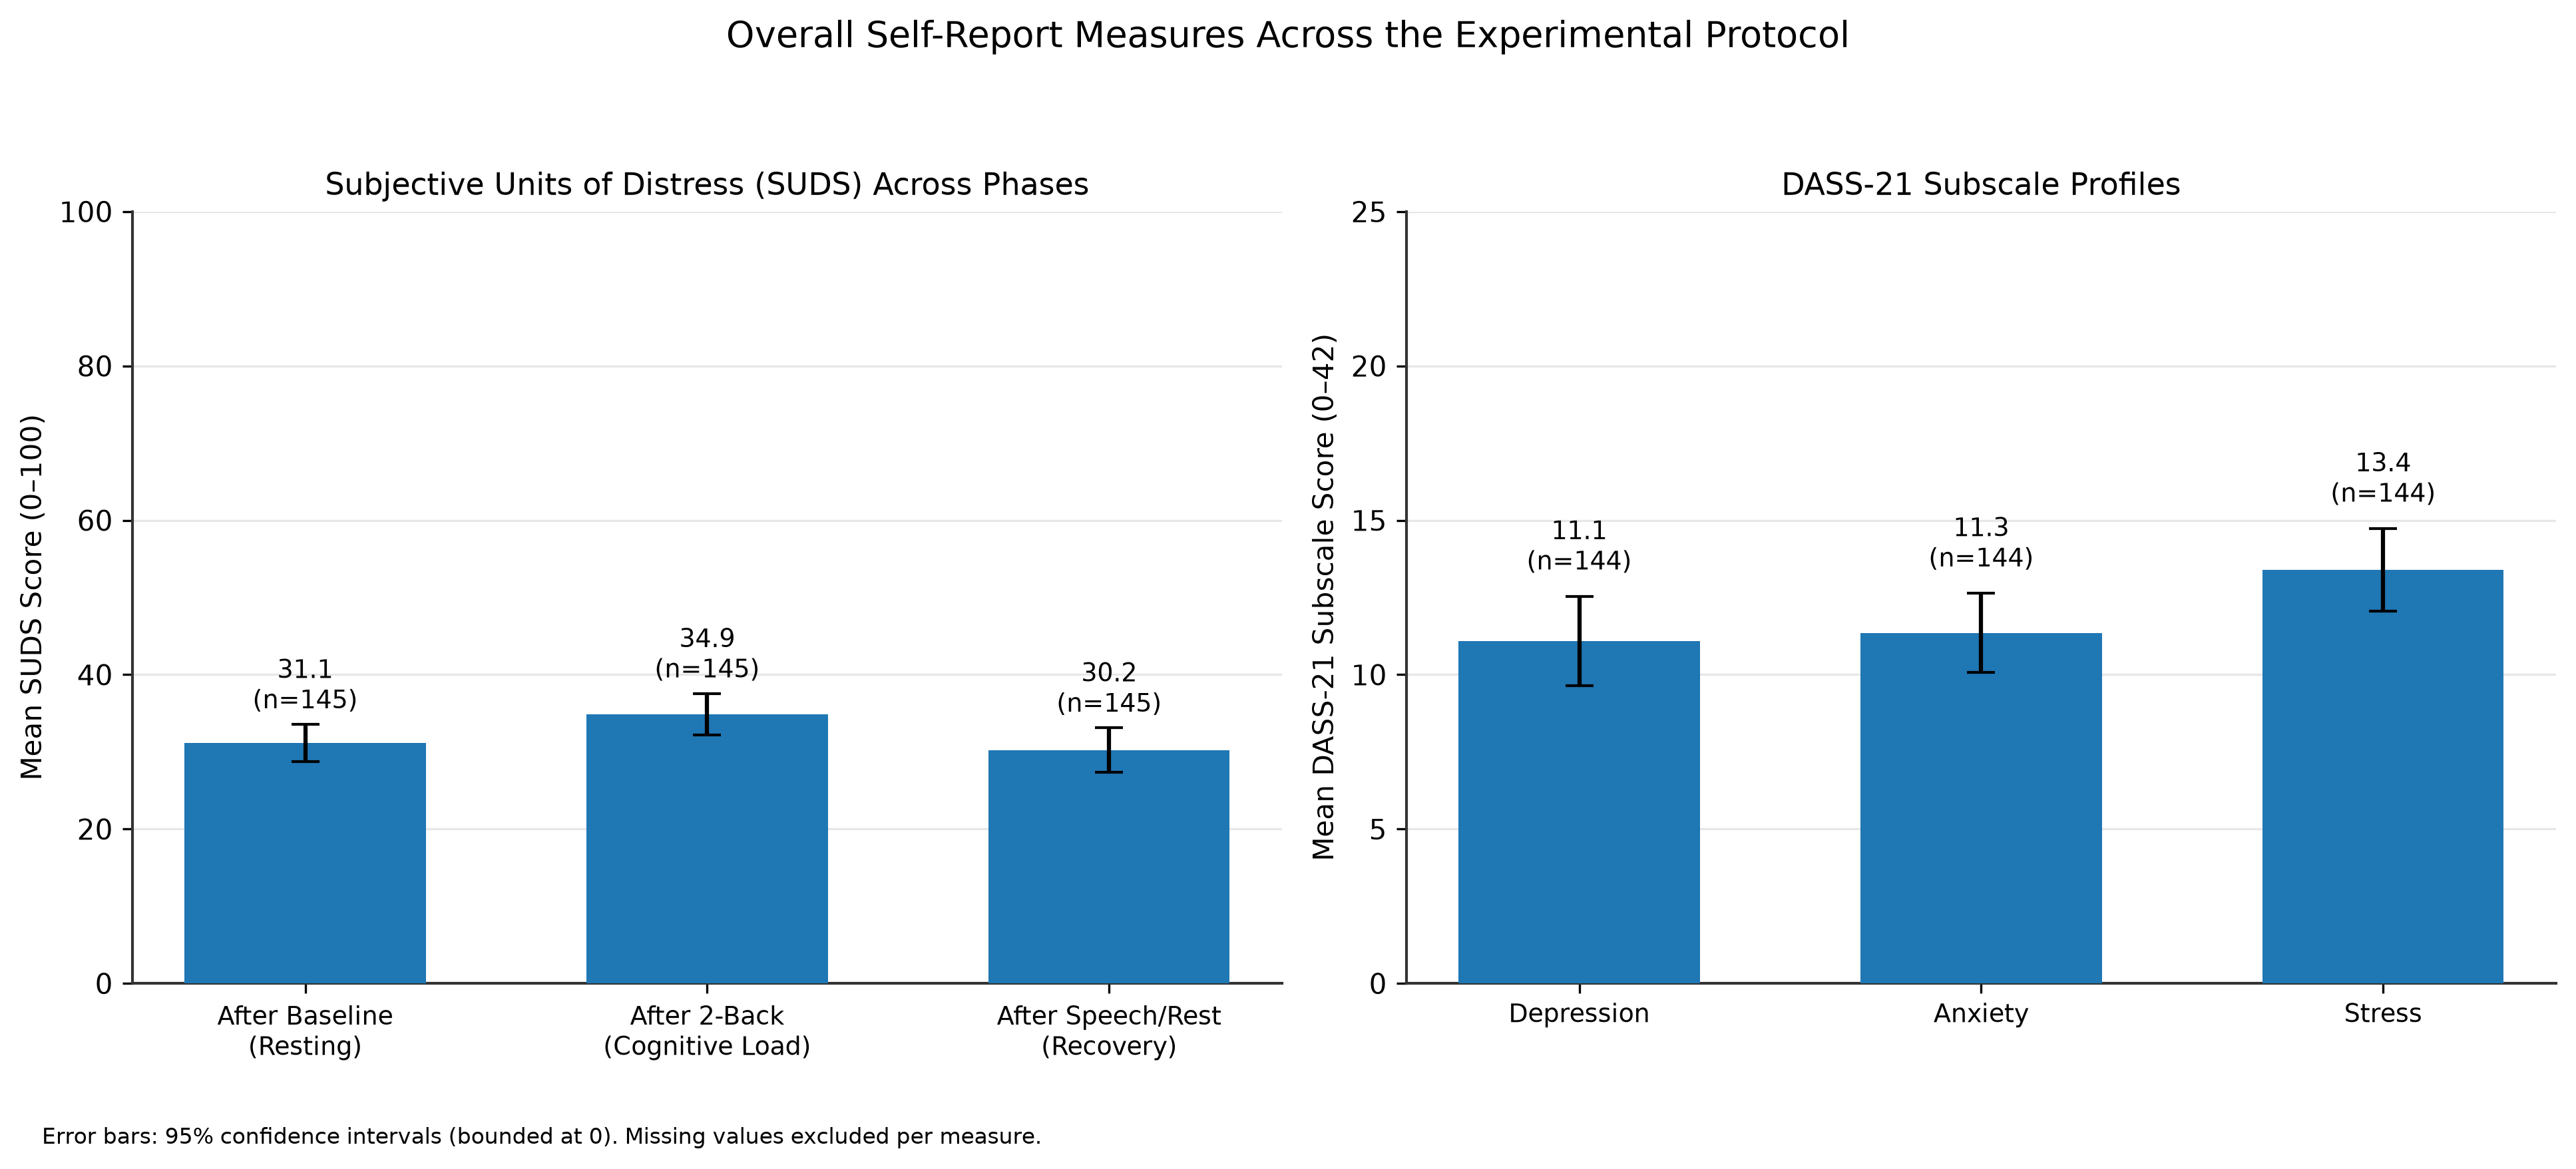 Overall Self-Report Measures Across the Experimental Protocol
Subjective Units of Distress (SUDS) Across Phases
Mean SUDS Score (0–100)
100
80
60
40
20
0
31.1
(n=145)
34.9
(n=145)
30.2
(n=145)
After Baseline
(Resting)
After 2-Back
(Cognitive Load)
After Speech/Rest
(Recovery)
DASS-21 Subscale Profiles
Mean DASS-21 Subscale Score (0–42)
25
20
15
10
5
0
11.1
(n=144)
11.3
(n=144)
13.4
(n=144)
Depression
Anxiety
Stress
Error bars: 95% confidence intervals (bounded at 0). Missing values excluded per measure.